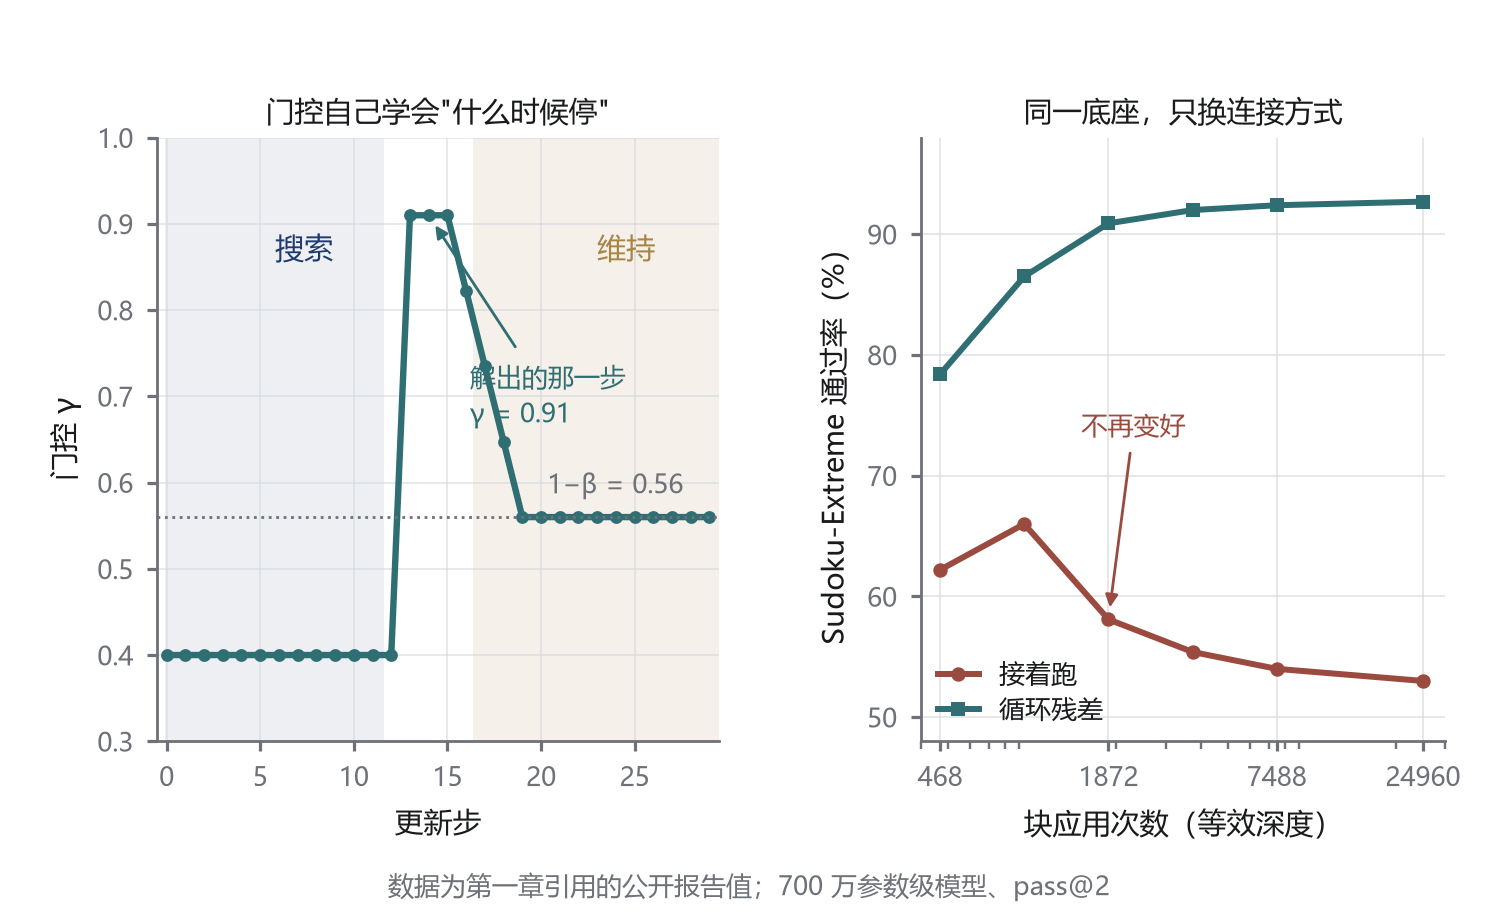 门控自己学会"什么时候停"
1.0
0.9
0.8
0.7
0.6
0.5
0.4
0.3
门控 γ
搜索
维持
解出的那一步
γ = 0.91
1−β = 0.56
0
5
10
15
20
25
更新步
同一底座，只换连接方式
90
80
70
60
50
Sudoku-Extreme 通过率（%）
不再变好
接着跑
循环残差
468
1872
7488
24960
块应用次数（等效深度）
数据为第一章引用的公开报告值；700 万参数级模型、pass@2